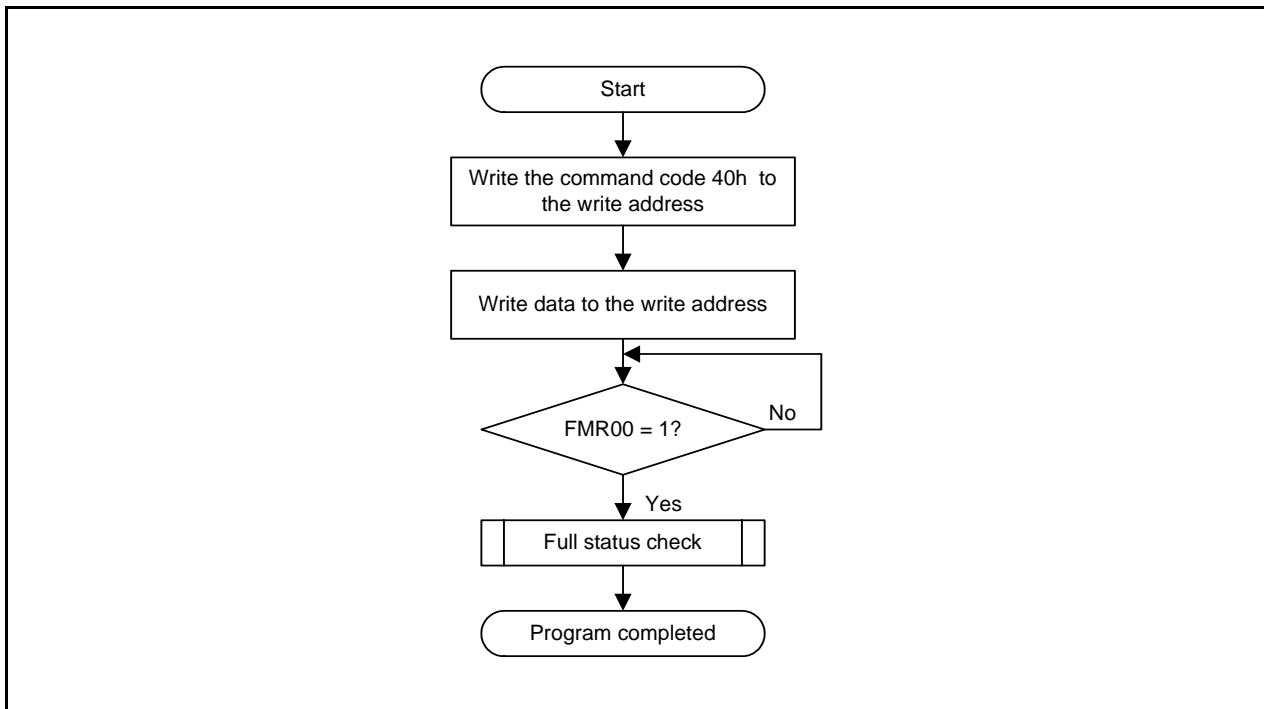 Start
Write the command code 40h to
the write address
Write data to the write address
FMR00 = 1?
No
Yes
Full status check
Program completed